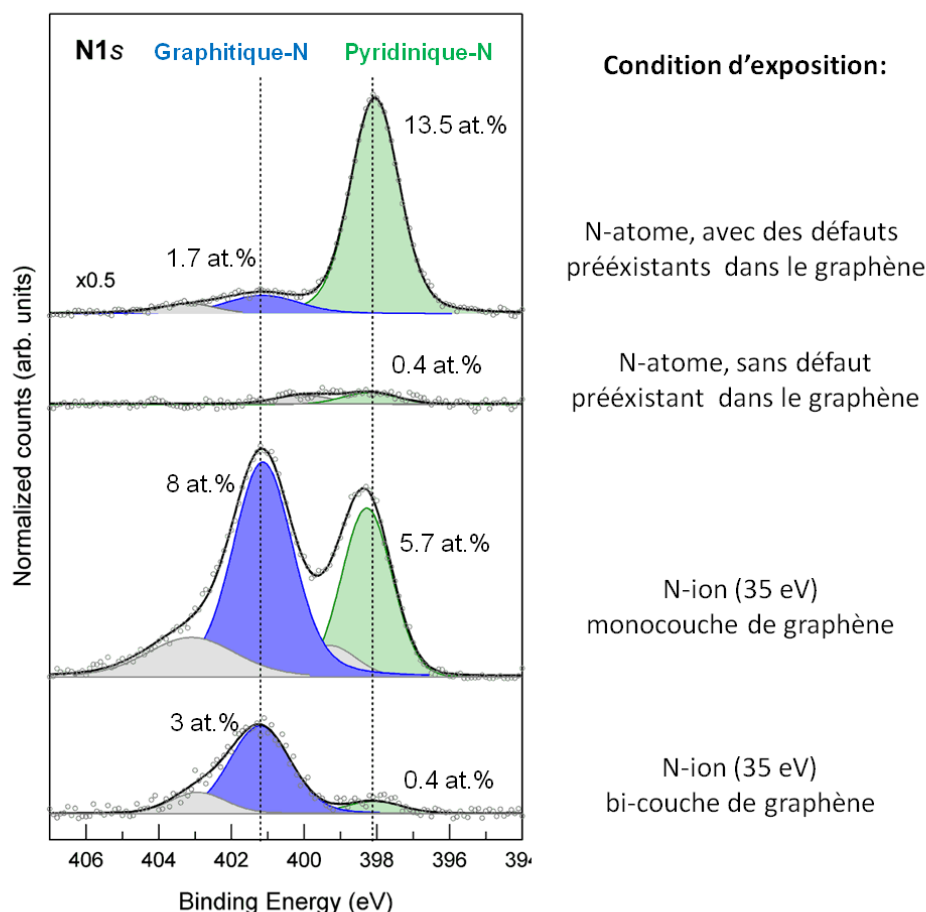 N1s
Graphitique-N
Pyridinique-N
Condition d'exposition:
13.5 at.%
1.7 at.%
x0.5
N-atome, avec des défauts
prééxistants dans le graphène
0.4 at.%
N-atome, sans défaut
prééxistant dans le graphène
8 at.%
5.7 at.%
N-ion (35 eV)
monocouche de graphène
3 at.%
0.4 at.%
N-ion (35 eV)
bi-couche de graphène
Normalized counts (arb. units)
406 404 402 400 398 396 394
Binding Energy (eV)